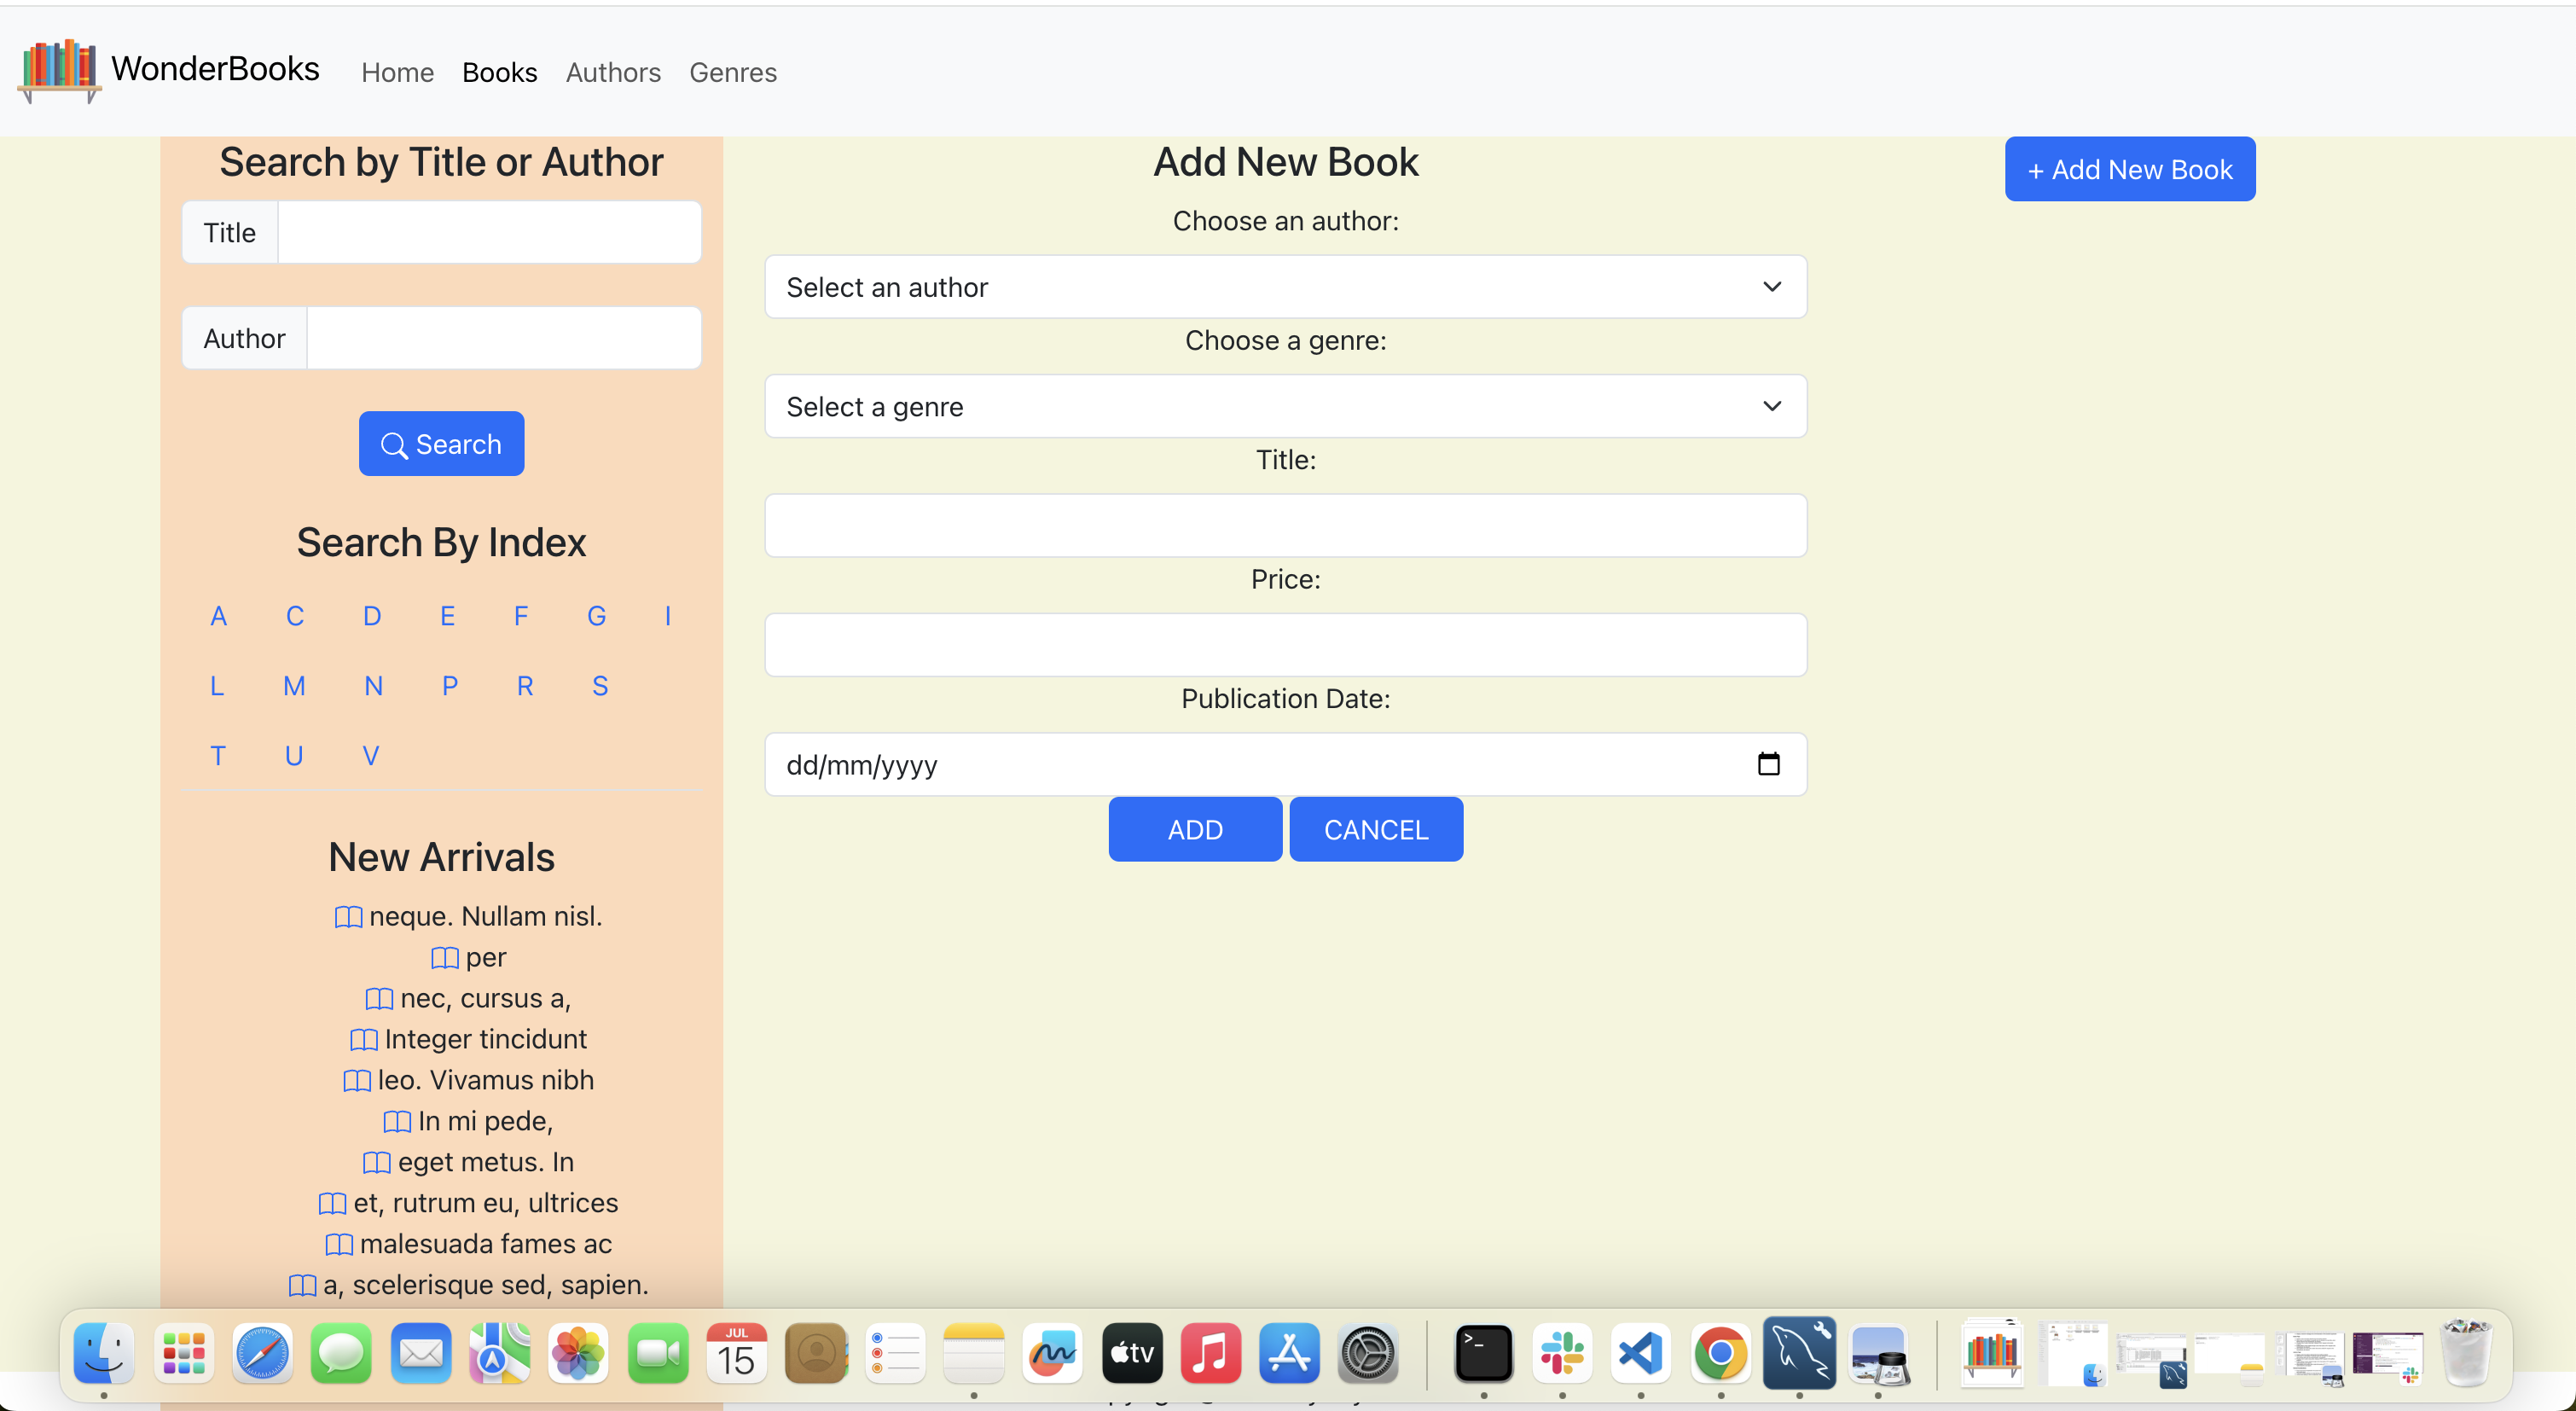 WonderBooks Home Books Authors Genres
Search by Title or Author
Title
Author
Search
Search By Index
A C D E F G I
L M N P R S
T U V
New Arrivals
neque. Nullam nisl.
per
nec, cursus a,
Integer tincidunt
leo. Vivamus nibh
In mi pede,
eget metus. In
et, rutrum eu, ultrices
malesuada fames ac
a, scelerisque sed, sapien.
Add New Book
Choose an author:
Select an author
Choose a genre:
Select a genre
Title:
Price:
Publication Date:
dd/mm/yyyy
ADD CANCEL
+ Add New Book
JUL
15
tv
>_